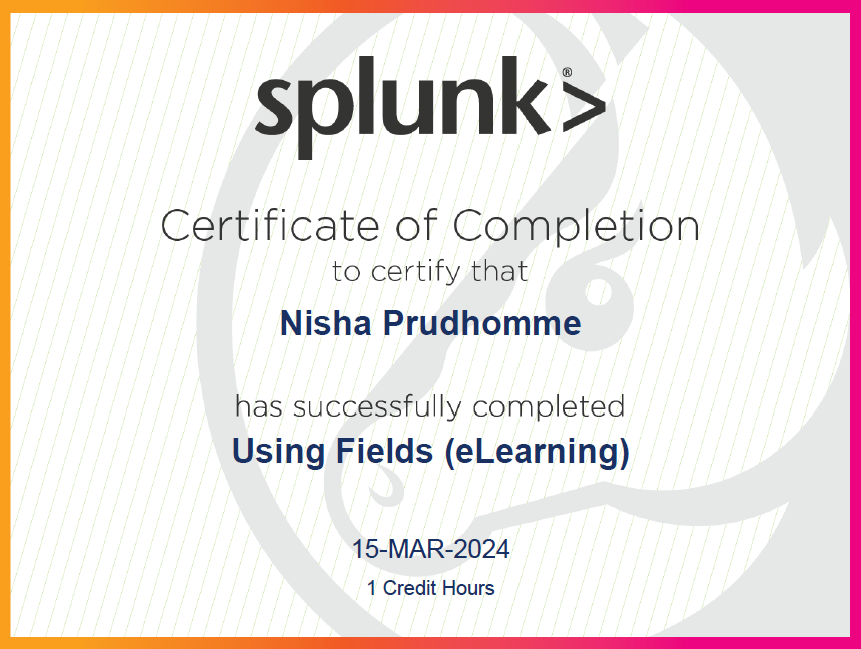 splunk>®
Certificate of Completion
to certify that
Nisha Prudhomme
has successfully completed
Using Fields (eLearning)
15-MAR-2024
1 Credit Hours